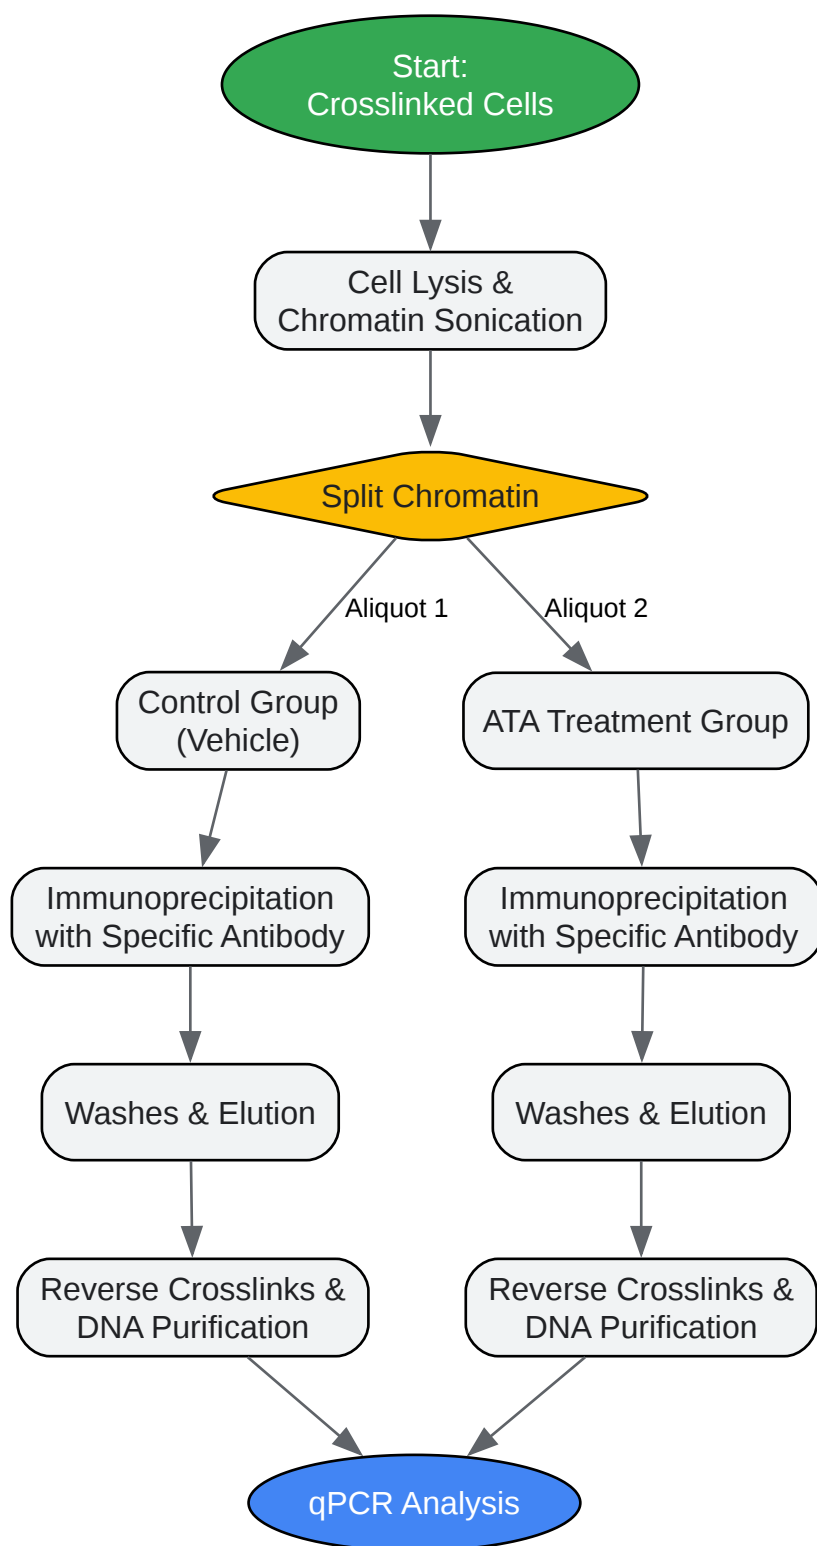 Start:
Crosslinked Cells
Cell Lysis &
Chromatin Sonication
Split Chromatin
Aliquot 1
Aliquot 2
Control Group
(Vehicle)
ATA Treatment Group
Immunoprecipitation
with Specific Antibody
Immunoprecipitation
with Specific Antibody
Washes & Elution
Washes & Elution
Reverse Crosslinks &
DNA Purification
Reverse Crosslinks &
DNA Purification
qPCR Analysis